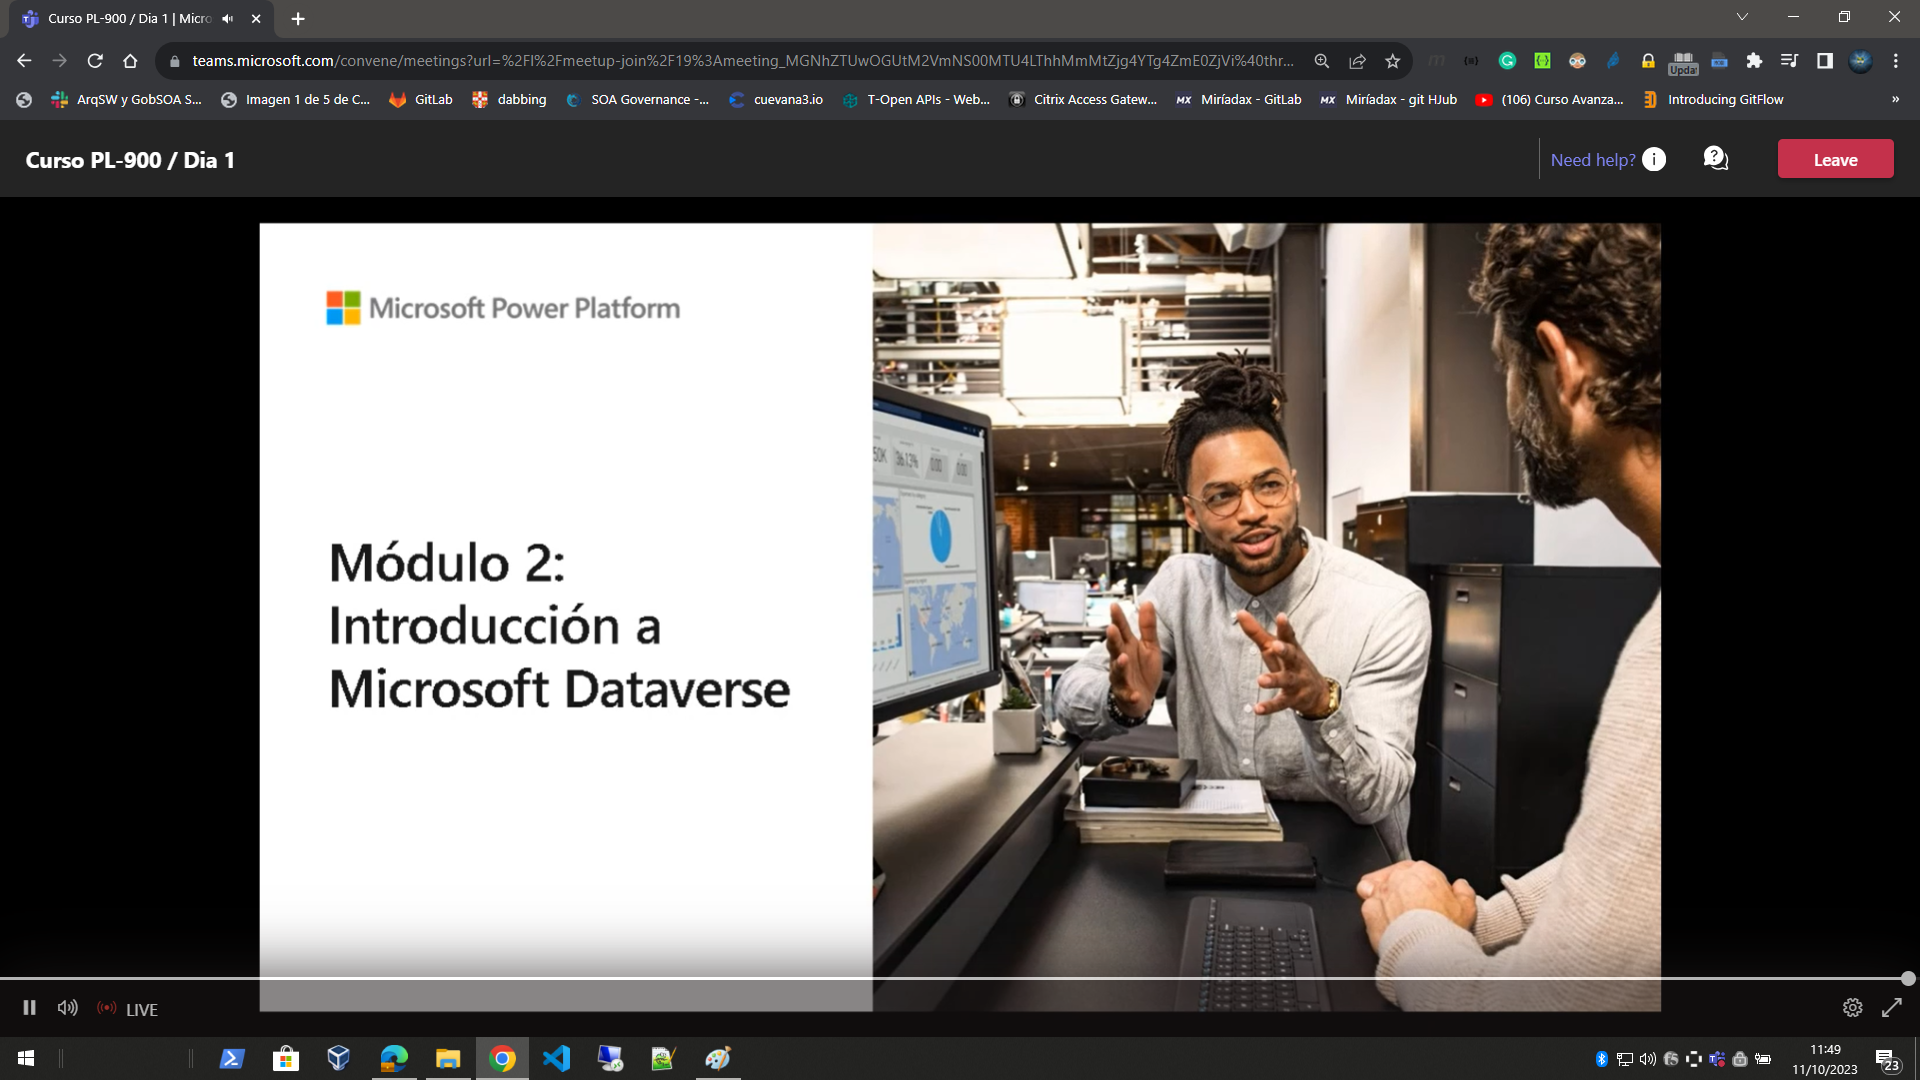 Curso PL-900 / Dia 1 | Micro
teams.microsoft.com/convene/meetings?url=%2Fl%2Fmeetup-join%2F19%3Ameeting_MGNhZTUwOGUtM2VmNS00MTU4LThhMmMtZjg4YTg4ZmE0ZjVi%40thr...
Upda
ArqSW y GobSOA S... Imagen 1 de 5 de C... GitLab dabbing SOA Governance -... cuevana3.io T-Open APIs - Web... Citrix Access Gatew... Miríadax - GitLab Miríadax - git HJub (106) Curso Avanza... Introducing GitFlow »
Curso PL-900 / Dia 1
Need help?
Leave
Microsoft Power Platform
Módulo 2:
Introducción a
Microsoft Dataverse
LIVE
11:49
11/10/2023
23